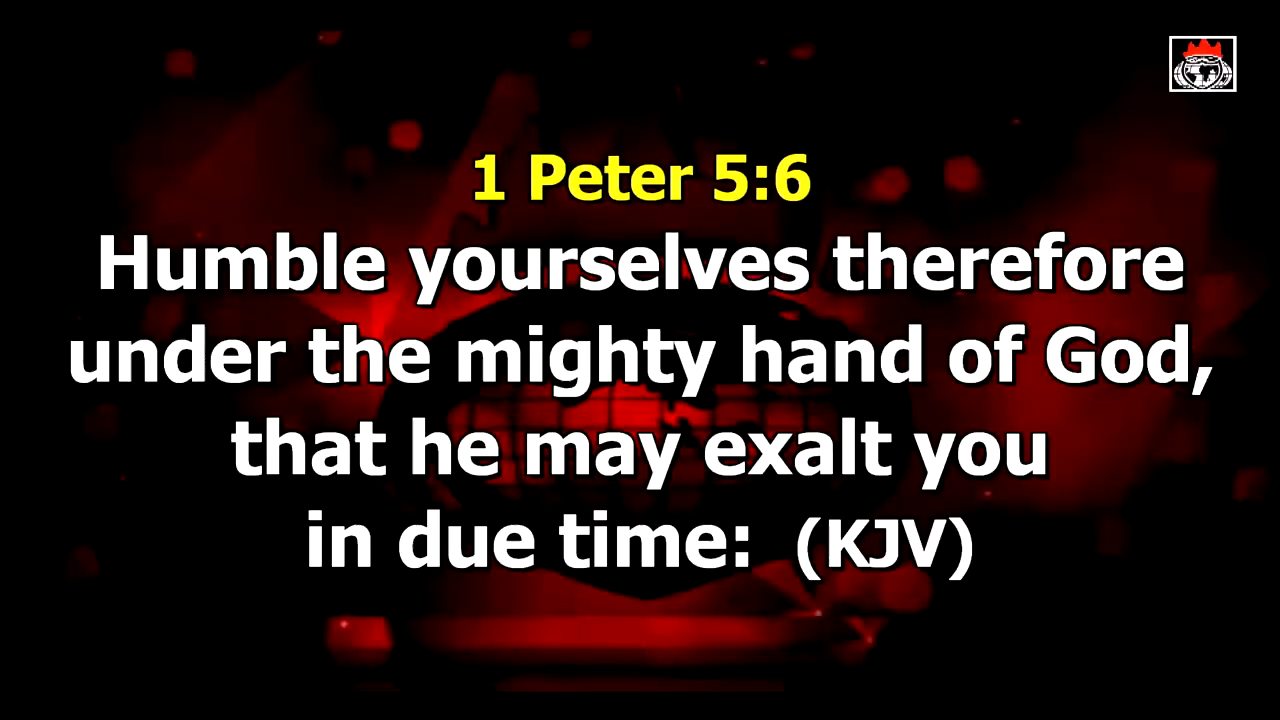 1 Peter 5:6
Humble yourselves therefore
under the mighty hand of God,
that he may exalt you
in due time: (KJV)